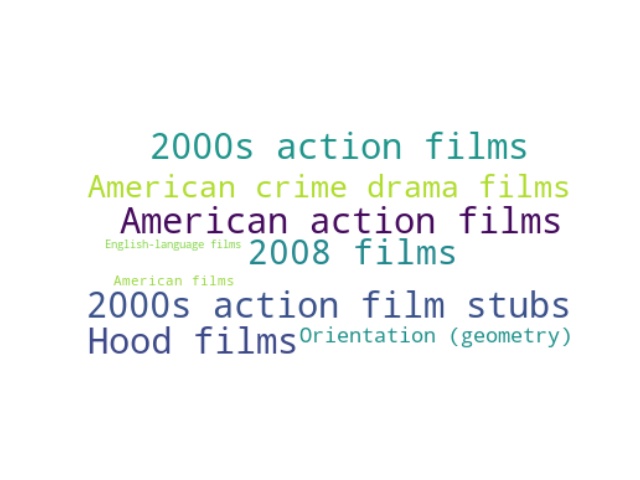 2000s action films
American crime drama films
American action films
English-language films 2008 films
American films
2000s action film stubs
Hood films Orientation (geometry)